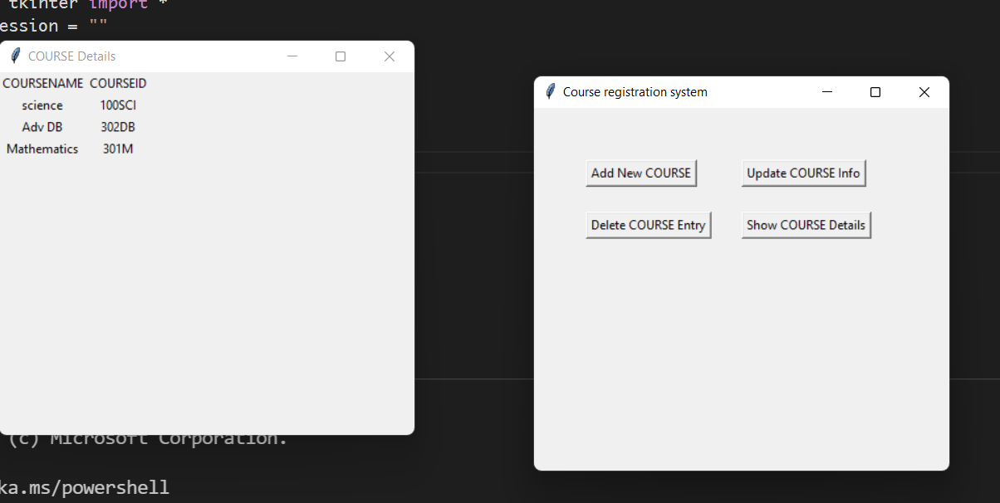 tkinter import *
ession = ""
COURSE Details
COURSENAME COURSEID
science 100SCI
Adv DB 302DB
Mathematics 301M
Course registration system
Add New COURSE Update COURSE Info
Delete COURSE Entry Show COURSE Details
(c) Microsoft Corporation.
ka.ms/powershell